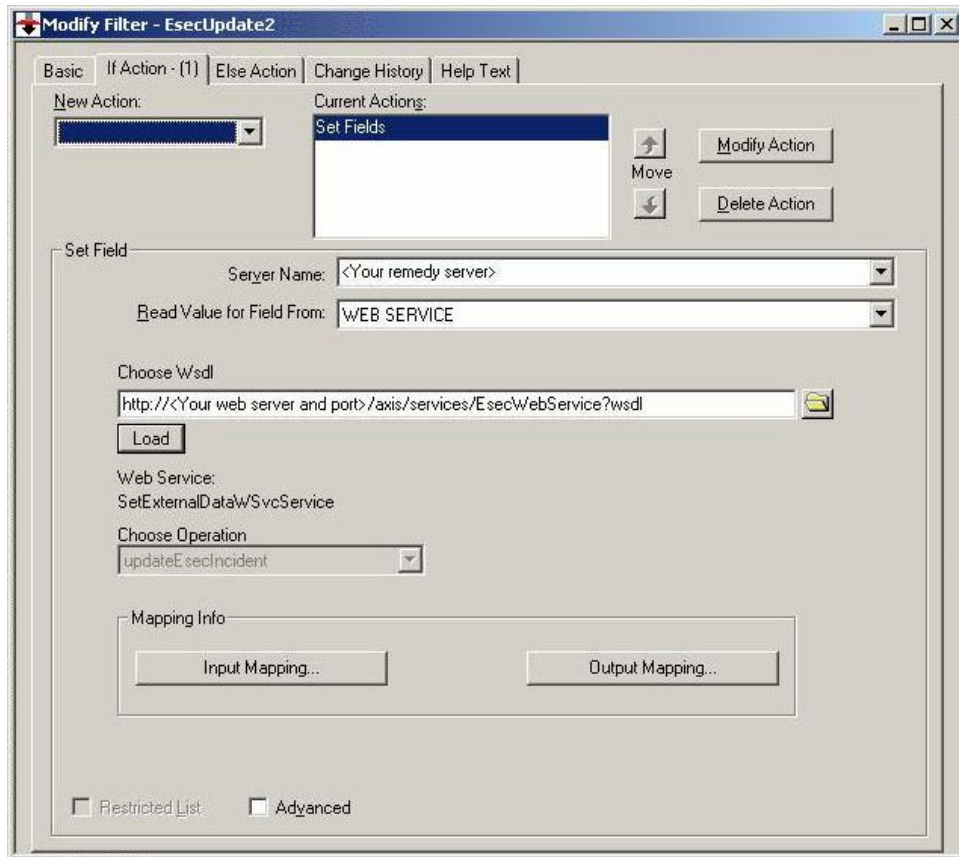 Modify Filter - EsecUpdate2
Basic If Action - (1) Else Action Change History Help Text
New Action: Current Actions:
Set Fields
Modify Action
Move
Delete Action
Set Field
Server Name: <Your remedy server>
Read Value for Field From: WEB SERVICE
Choose Wsdl
http://<Your web server and port>/axis/services/EsecWebService?wsdl
Load
Web Service:
SetExternalDataWSvcService
Choose Operation
updateEsecIncident
Mapping Info
Input Mapping... Output Mapping...
Restricted List Advanced